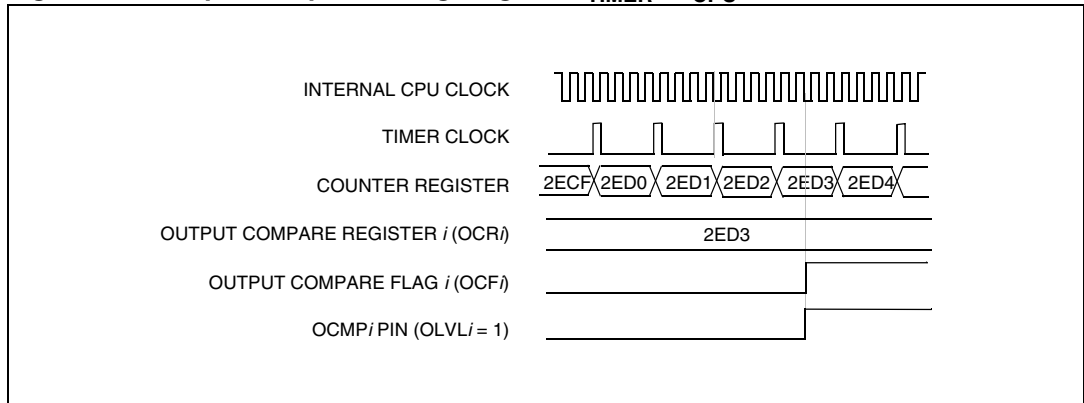 INTERNAL CPU CLOCK
TIMER CLOCK
COUNTER REGISTER 2ECF 2ED0 2ED1 2ED2 2ED3 2ED4
OUTPUT COMPARE REGISTER i (OCRi) 2ED3
OUTPUT COMPARE FLAG i (OCFi)
OCMPi PIN (OLVLi = 1)